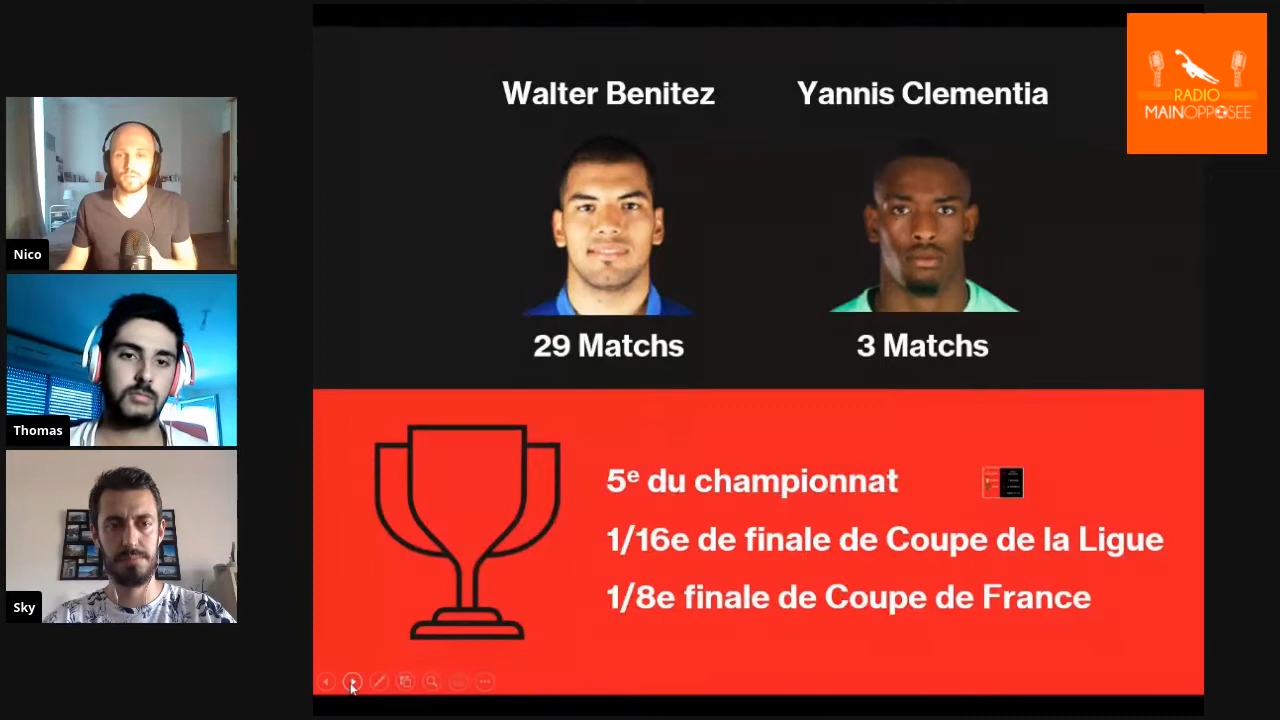 Walter Benitez
Yannis Clementia
29 Matchs
3 Matchs
5e du championnat
1/16e de finale de Coupe de la Ligue
1/8e finale de Coupe de France
RADIO
MAINOPPOSEE
Nico
Thomas
Sky